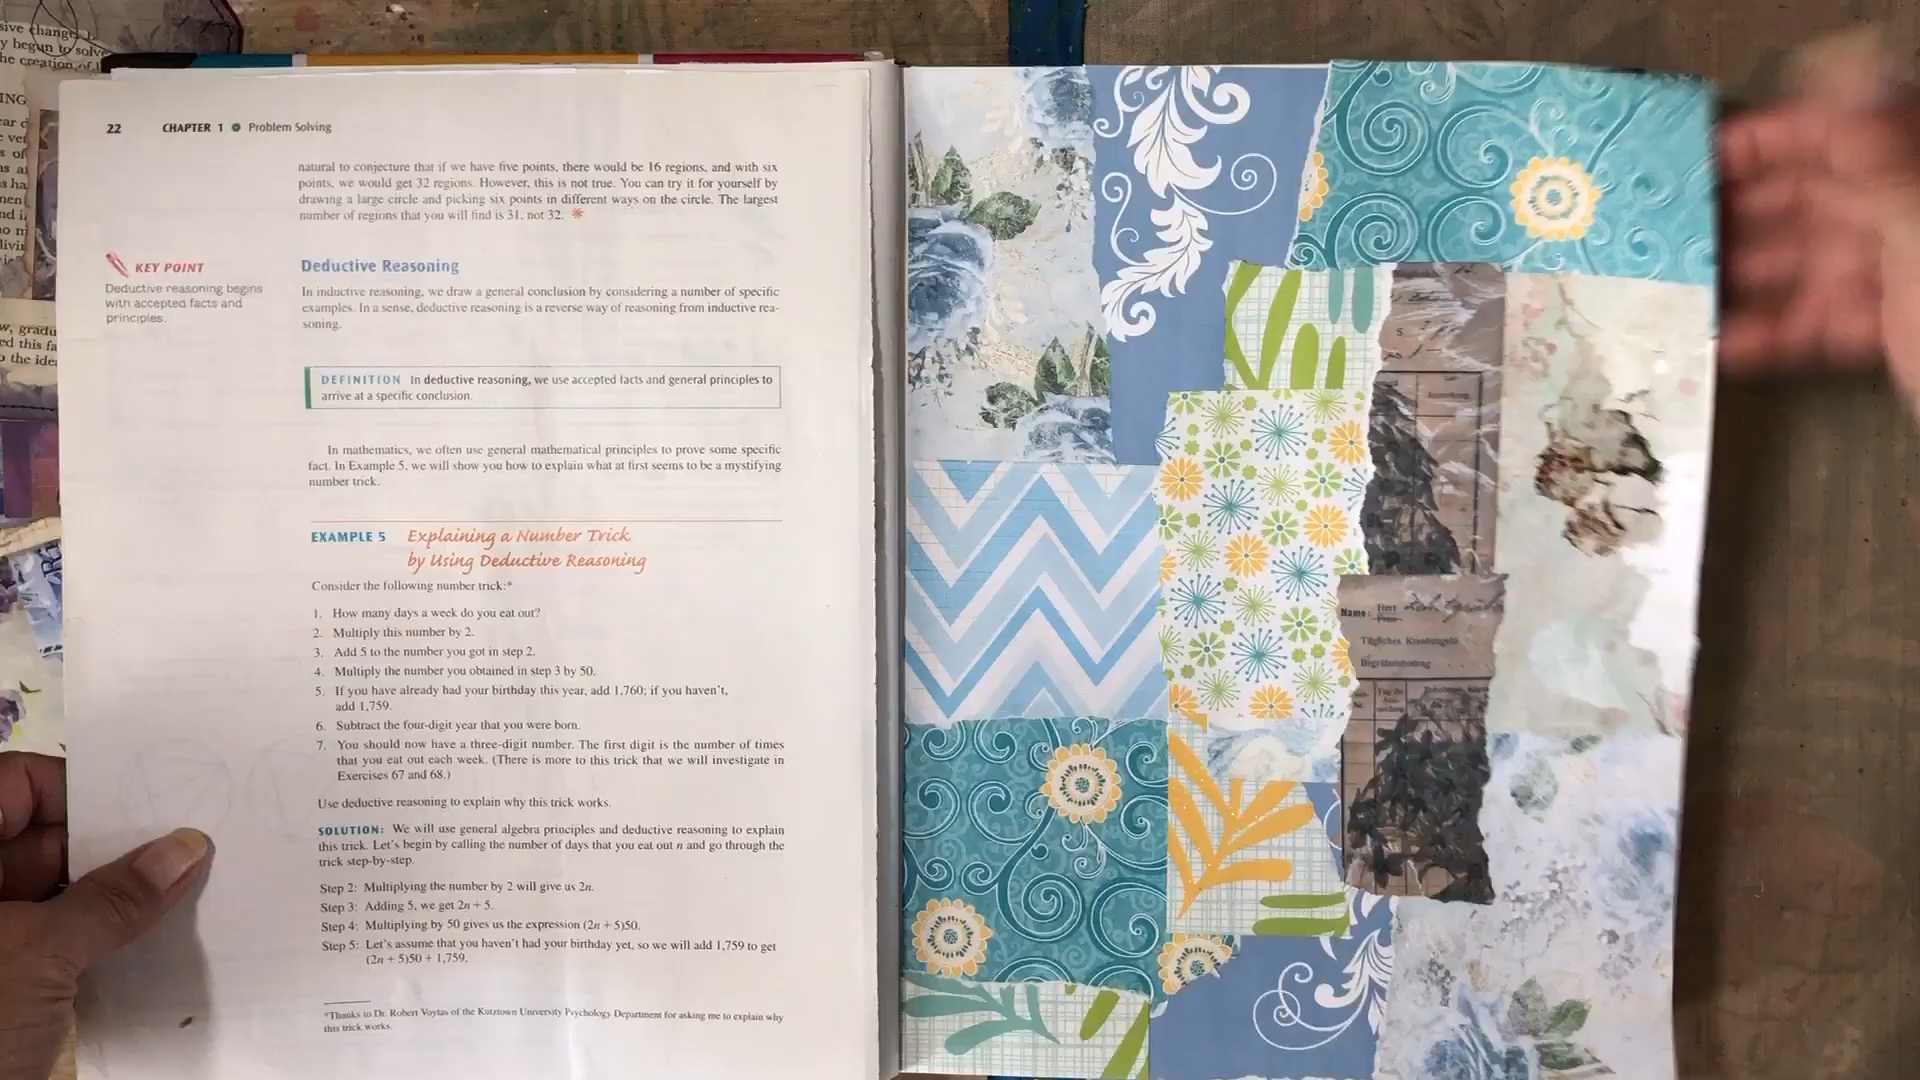 sive change
y begun to solve
he creation of
22 CHAPTER 1 Problem Solving
natural to conjecture that if we have five points, there would be 16 regions, and with six
points, we would get 32 regions. However, this is not true. You can try it for yourself by
drawing a large circle and picking six points in different ways on the circle. The largest
number of regions that you will find is 31, not 32. *
KEY POINT
Deductive reasoning begins
with accepted facts and
principles.
Deductive Reasoning
In inductive reasoning, we draw a general conclusion by considering a number of specific
examples. In a sense, deductive reasoning is a reverse way of reasoning from inductive rea-
soning.
DEFINITION In deductive reasoning, we use accepted facts and general principles to
arrive at a specific conclusion.
In mathematics, we often use general mathematical principles to prove some specific
fact. In Example 5, we will show you how to explain what at first seems to be a mystifying
number trick.
EXAMPLE 5 Explaining a Number Trick
by Using Deductive Reasoning
Consider the following number trick:*
1. How many days a week do you eat out?
2. Multiply this number by 2.
3. Add 5 to the number you got in step 2.
4. Multiply the number you obtained in step 3 by 50.
5. If you have already had your birthday this year, add 1,760; if you haven't,
add 1,759.
6. Subtract the four-digit year that you were born.
7. You should now have a three-digit number. The first digit is the number of times
that you eat out each week. (There is more to this trick that we will investigate in
Exercises 67 and 68.)
Use deductive reasoning to explain why this trick works.
SOLUTION: We will use general algebra principles and deductive reasoning to explain
this trick. Let's begin by calling the number of days that you eat out n and go through the
trick step-by-step.
Step 2: Multiplying the number by 2 will give us 2n.
Step 3: Adding 5, we get 2n + 5.
Step 4: Multiplying by 50 gives us the expression (2n + 5)50.
Step 5: Let's assume that you haven't had your birthday yet, so we will add 1,759 to get
(2n + 5)50 + 1,759.
*Thanks to Dr. Robert Voytas of the Kutztown University Psychology Department for asking me to explain why
this trick works.
w, gradu
ed this fa
o the ide
Name: Herr
Tägliches Krankengeld
Begräbnisbeitrag